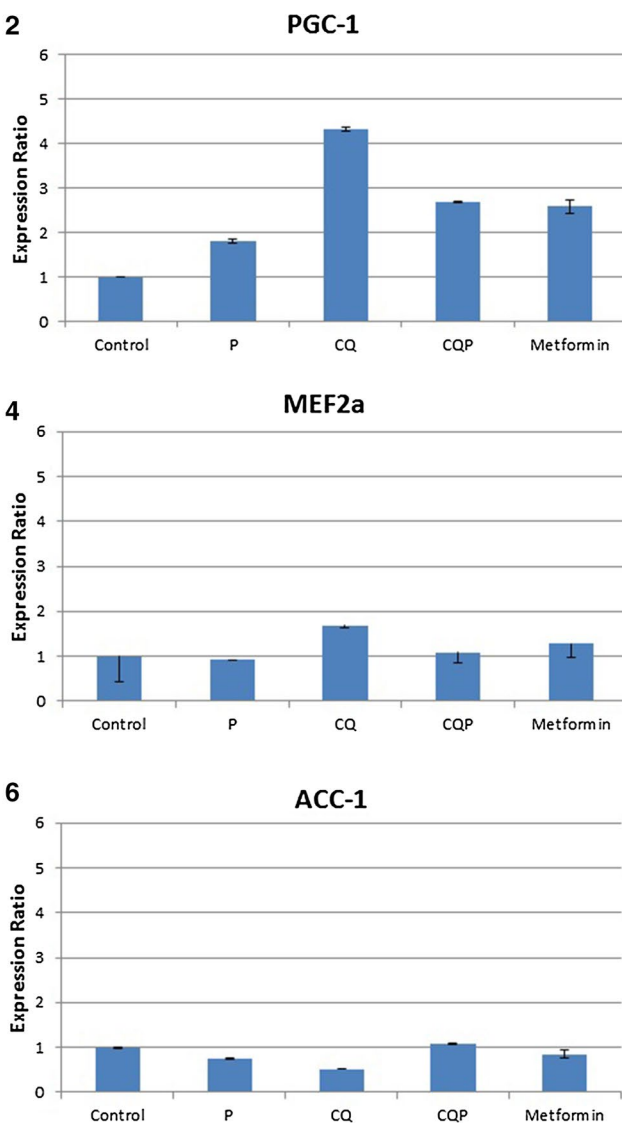 2
PGC-1
6
5
4
3
2
1
0
Expression Ratio
Control P CQ CQP Metformin
4
MEF2a
6
5
4
3
2
1
0
Expression Ratio
Control P CQ CQP Metformin
6
ACC-1
6
5
4
3
2
1
0
Expression Ratio
Control P CQ CQP Metformin